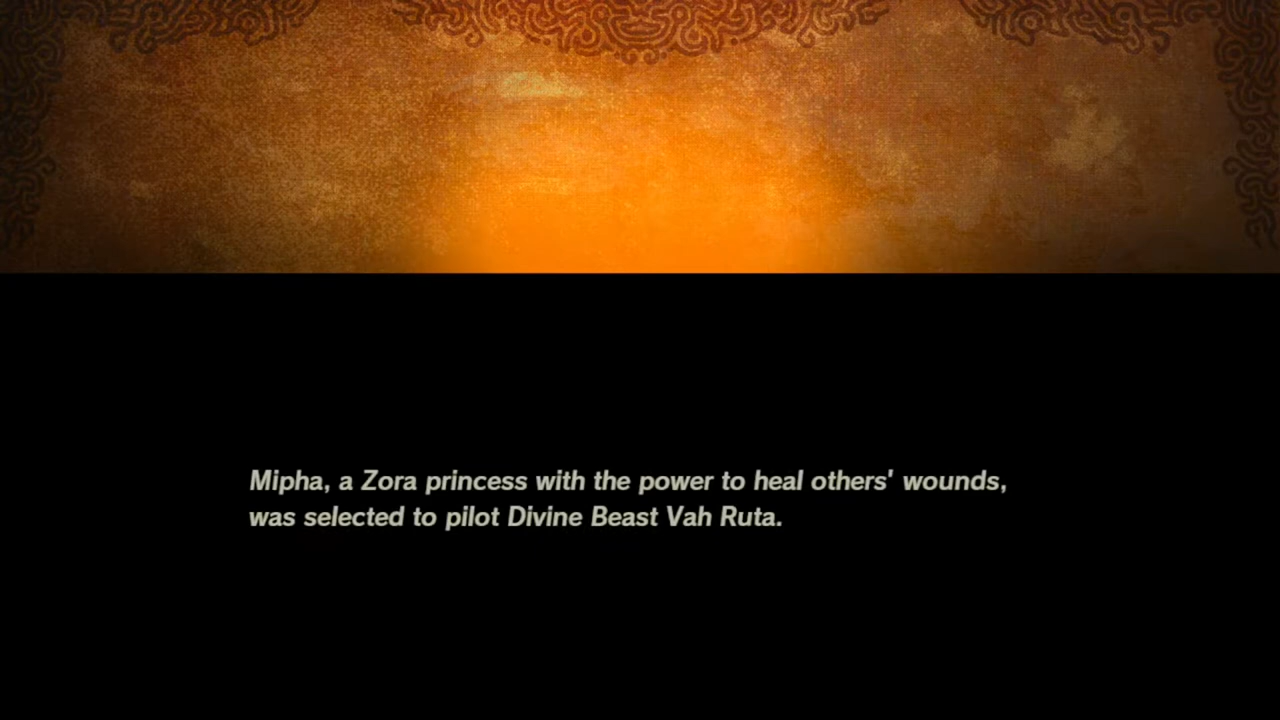 Mipha, a Zora princess with the power to heal others' wounds,
was selected to pilot Divine Beast Vah Ruta.